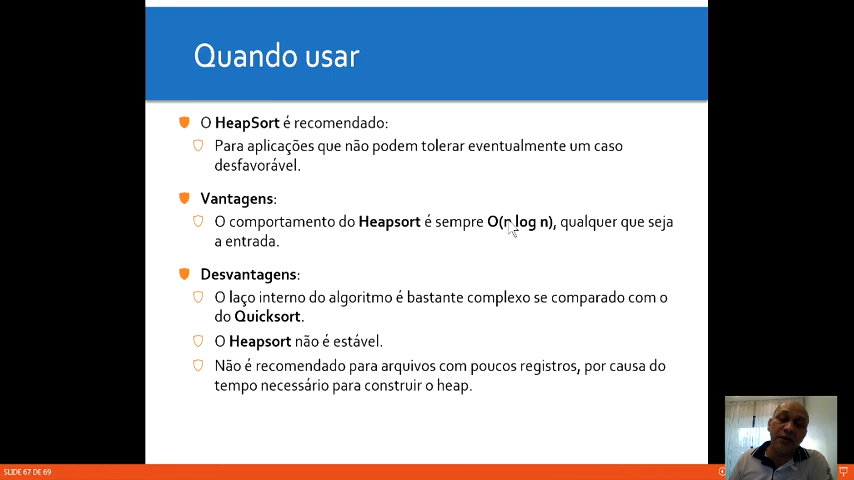 Quando usar
O HeapSort é recomendado:
Para aplicações que não podem tolerar eventualmente um caso
desfavorável.
Vantagens:
O comportamento do Heapsort é sempre O(n log n), qualquer que seja
a entrada.
Desvantagens:
O laço interno do algoritmo é bastante complexo se comparado com o
do Quicksort.
O Heapsort não é estável.
Não é recomendado para arquivos com poucos registros, por causa do
tempo necessário para construir o heap.
SLIDE 67 DE 69